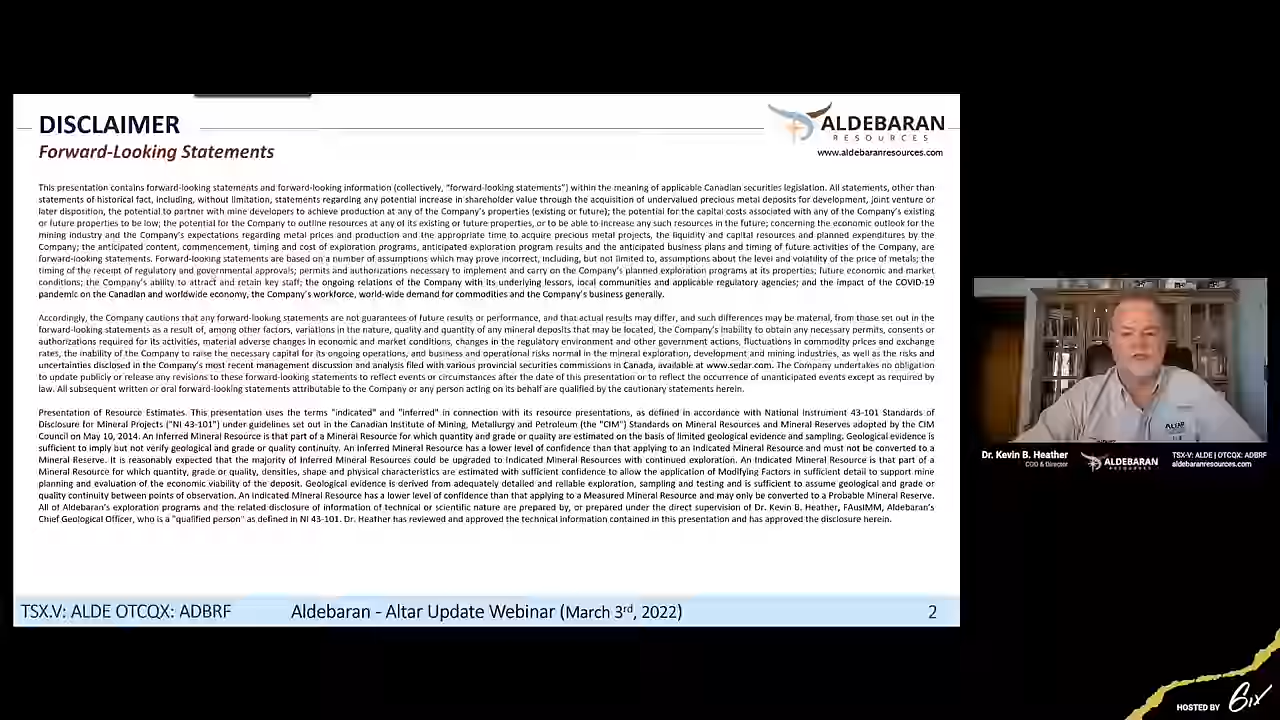 DISCLAIMER
Forward-Looking Statements
ALDEBARAN
RESOURCES
www.aldebaranresources.com
This presentation contains forward-looking statements and forward-looking information (collectively, "forward-looking statements") within the meaning of applicable Canadian securities legislation. All statements, other than
statements of historical fact, including, without limitation, statements regarding any potential increase in shareholder value through the acquisition of undervalued precious metal deposits for development, joint venture or
later disposition, the potential to partner with mine developers to achieve production at any of the Company's properties (existing or future); the potential for the capital costs associated with any of the Company's existing
or future properties to be low; the potential for the Company to outline resources at any of its existing or future properties, or to be able to increase any such resources in the future; concerning the economic outlook for the
mining industry and the Company's expectations regarding metal prices and production and the appropriate time to acquire precious metal projects, the liquidity and capital resources and planned expenditures by the
Company; the anticipated content, commencement, timing and cost of exploration programs, anticipated exploration program results and the anticipated business plans and timing of future activities of the Company, are
forward-looking statements. Forward-looking statements are based on a number of assumptions which may prove incorrect, including, but not limited to, assumptions about the level and volatility of the price of metals; the
timing of the receipt of regulatory and governmental approvals; permits and authorizations necessary to implement and carry on the Company's planned exploration programs at its properties; future economic and market
conditions; the Company's ability to attract and retain key staff; the ongoing relations of the Company with its underlying lessors, local communities and applicable regulatory agencies; and the impact of the COVID-19
pandemic on the Canadian and worldwide economy, the Company's workforce, world-wide demand for commodities and the Company's business generally.
Accordingly, the Company cautions that any forward-looking statements are not guarantees of future results or performance, and that actual results may differ, and such differences may be material, from those set out in the
forward-looking statements as a result of, among other factors, variations in the nature, quality and quantity of any mineral deposits that may be located, the Company's inability to obtain any necessary permits, consents or
authorizations required for its activities, material adverse changes in economic and market conditions, changes in the regulatory environment and other government actions, fluctuations in commodity prices and exchange
rates, the inability of the Company to raise the necessary capital for its ongoing operations, and business and operational risks normal in the mineral exploration, development and mining industries, as well as the risks and
uncertainties disclosed in the Company's most recent management discussion and analysis filed with various provincial securities commissions in Canada, available at www.sedar.com. The Company undertakes no obligation
to update publicly or release any revisions to these forward-looking statements to reflect events or circumstances after the date of this presentation or to reflect the occurrence of unanticipated events except as required by
law. All subsequent written or oral forward-looking statements attributable to the Company or any person acting on its behalf are qualified by the cautionary statements herein.
Presentation of Resource Estimates. This presentation uses the terms "indicated" and "inferred" in connection with its resource presentations, as defined in accordance with National Instrument 43-101 Standards of
Disclosure for Mineral Projects ("NI 43-101") under guidelines set out in the Canadian Institute of Mining, Metallurgy and Petroleum (the "CIM") Standards on Mineral Resources and Mineral Reserves adopted by the CIM
Council on May 10, 2014. An Inferred Mineral Resource is that part of a Mineral Resource for which quantity and grade or quality are estimated on the basis of limited geological evidence and sampling. Geological evidence is
sufficient to imply but not verify geological and grade or quality continuity. An Inferred Mineral Resource has a lower level of confidence than that applying to an Indicated Mineral Resource and must not be converted to a
Mineral Reserve. It is reasonably expected that the majority of Inferred Mineral Resources could be upgraded to Indicated Mineral Resources with continued exploration. An Indicated Mineral Resource is that part of a
Mineral Resource for which quantity, grade or quality, densities, shape and physical characteristics are estimated with sufficient confidence to allow the application of Modifying Factors in sufficient detail to support mine
planning and evaluation of the economic viability of the deposit. Geological evidence is derived from adequately detailed and reliable exploration, sampling and testing and is sufficient to assume geological and grade or
quality continuity between points of observation. An Indicated Mineral Resource has a lower level of confidence than that applying to a Measured Mineral Resource and may only be converted to a Probable Mineral Reserve.
All of Aldebaran's exploration programs and the related disclosure of information of technical or scientific nature are prepared by, or prepared under the direct supervision of Dr. Kevin B. Heather, FAusIMM, Aldebaran's
Chief Geological Officer, who is a "qualified person" as defined in NI 43-101. Dr. Heather has reviewed and approved the technical information contained in this presentation and has approved the disclosure herein.
TSX.V: ALDE OTCQX: ADBRF
Aldebaran - Altar Update Webinar (March 3rd, 2022)
2
ALTAR
Dr. Kevin B. Heather
COO & Director
ALDEBARAN
RESOURCES
TSX-V: ALDE | OTCQX: ADBRF
aldebaranresources.com
HOSTED BY 6ix